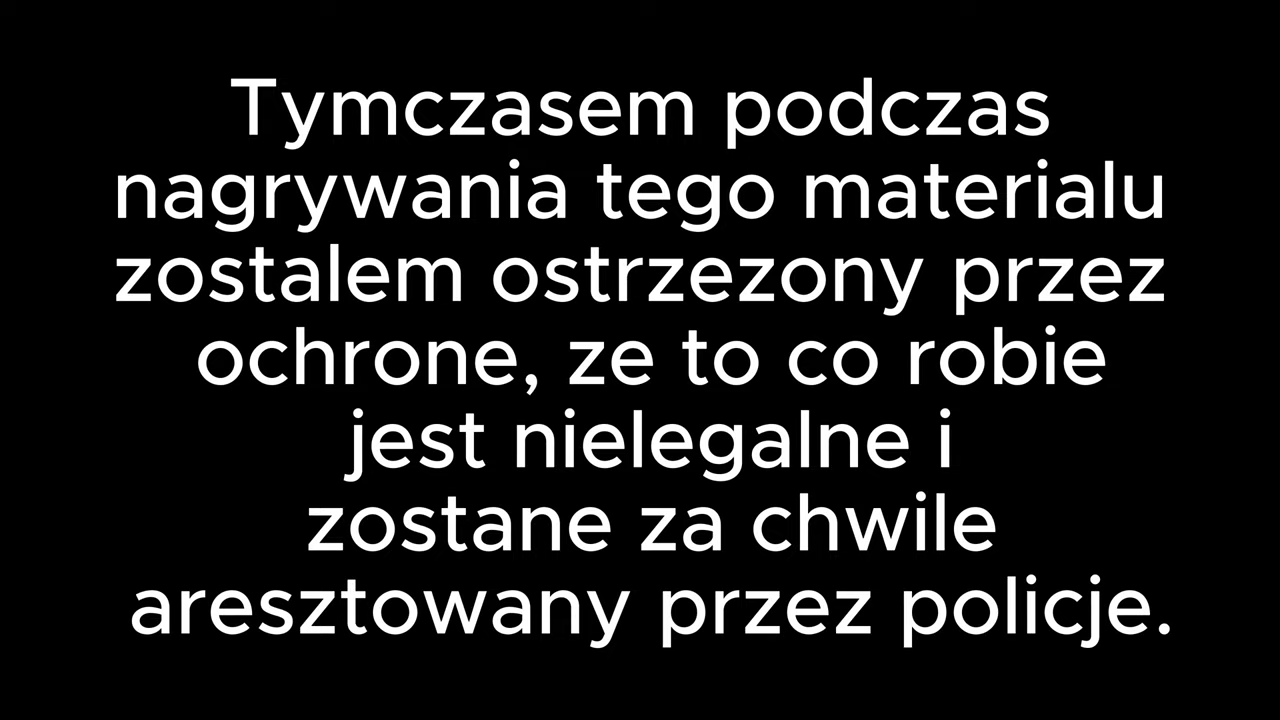 Tymczasem podczas
nagrywania tego materialu
zostalem ostrzezony przez
ochrone, ze to co robie
jest nielegalne i
zostane za chwile
aresztowany przez policje.